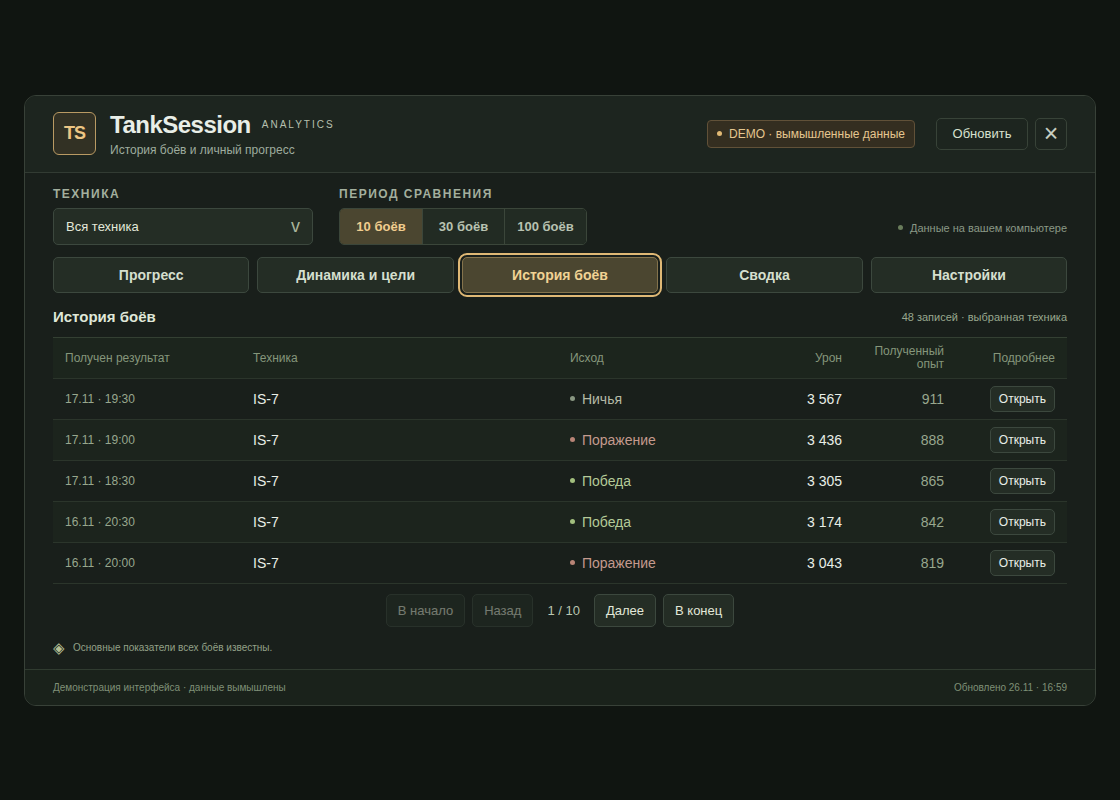 TS
TankSession ANALYTICS
История боёв и личный прогресс
DEMO · вымышленные данные
Обновить
✕
ТЕХНИКА
ПЕРИОД СРАВНЕНИЯ
Вся техника V
10 боёв 30 боёв 100 боёв
Данные на вашем компьютере
Прогресс Динамика и цели История боёв Сводка Настройки
История боёв
48 записей · выбранная техника
Получен результат Техника Исход Урон Полученный опыт Подробнее
17.11 · 19:30 IS-7 Ничья 3 567 911 Открыть
17.11 · 19:00 IS-7 Поражение 3 436 888 Открыть
17.11 · 18:30 IS-7 Победа 3 305 865 Открыть
16.11 · 20:30 IS-7 Победа 3 174 842 Открыть
16.11 · 20:00 IS-7 Поражение 3 043 819 Открыть
В начало Назад 1 / 10 Далее В конец
◈ Основные показатели всех боёв известны.
Демонстрация интерфейса · данные вымышлены
Обновлено 26.11 · 16:59